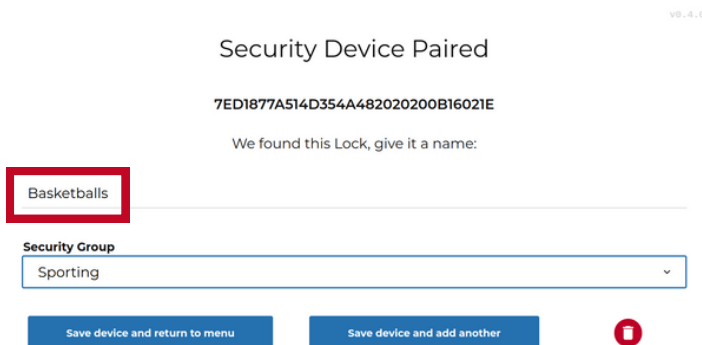 v0.4.
Security Device Paired
7ED1877A514D354A482020200B16021E
We found this Lock, give it a name:
Basketballs
Security Group
Sporting
Save device and return to menu
Save device and add another